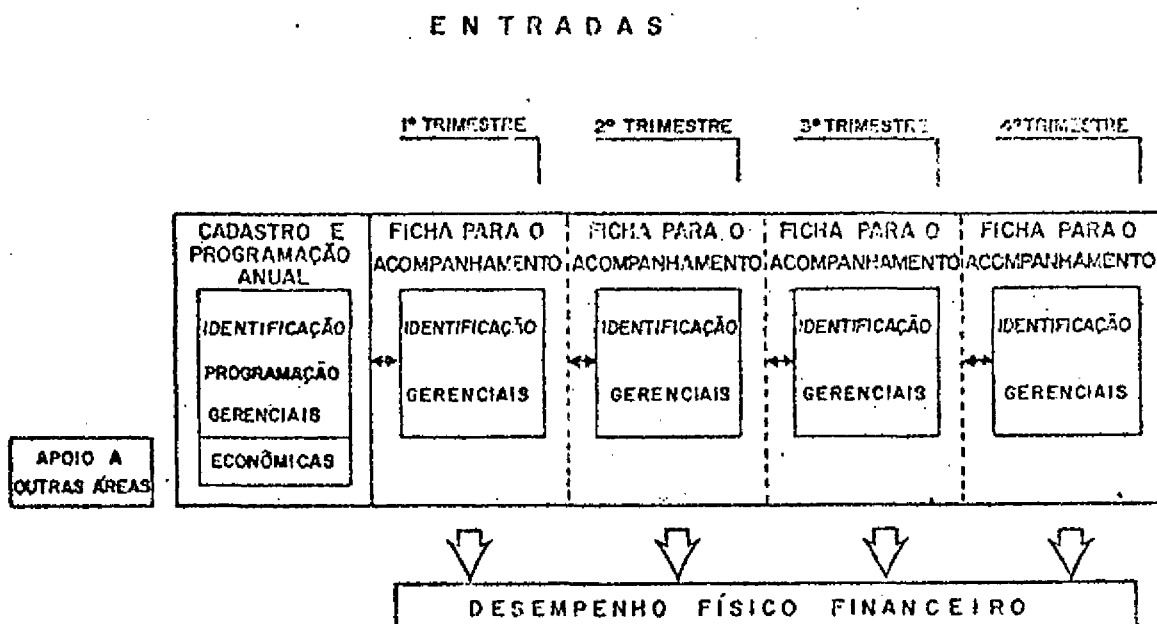 ENTRADAS
1º TRIMESTRE
2º TRIMESTRE
3º TRIMESTRE
4º TRIMESTRE
CADASTRO E
PROGRAMAÇÃO
ANUAL
IDENTIFICAÇÃO
PROGRAMAÇÃO
GERENCIAIS
ECONÔMICAS
FICHA PARA O
ACOMPANHAMENTO
IDENTIFICAÇÃO
GERENCIAIS
FICHA PARA O
ACOMPANHAMENTO
IDENTIFICAÇÃO
GERENCIAIS
FICHA PARA O
ACOMPANHAMENTO
IDENTIFICAÇÃO
GERENCIAIS
FICHA PARA O
ACOMPANHAMENTO
IDENTIFICAÇÃO
GERENCIAIS
APOIO A
OUTRAS ÁREAS
DESEMPENHO FÍSICO FINANCEIRO